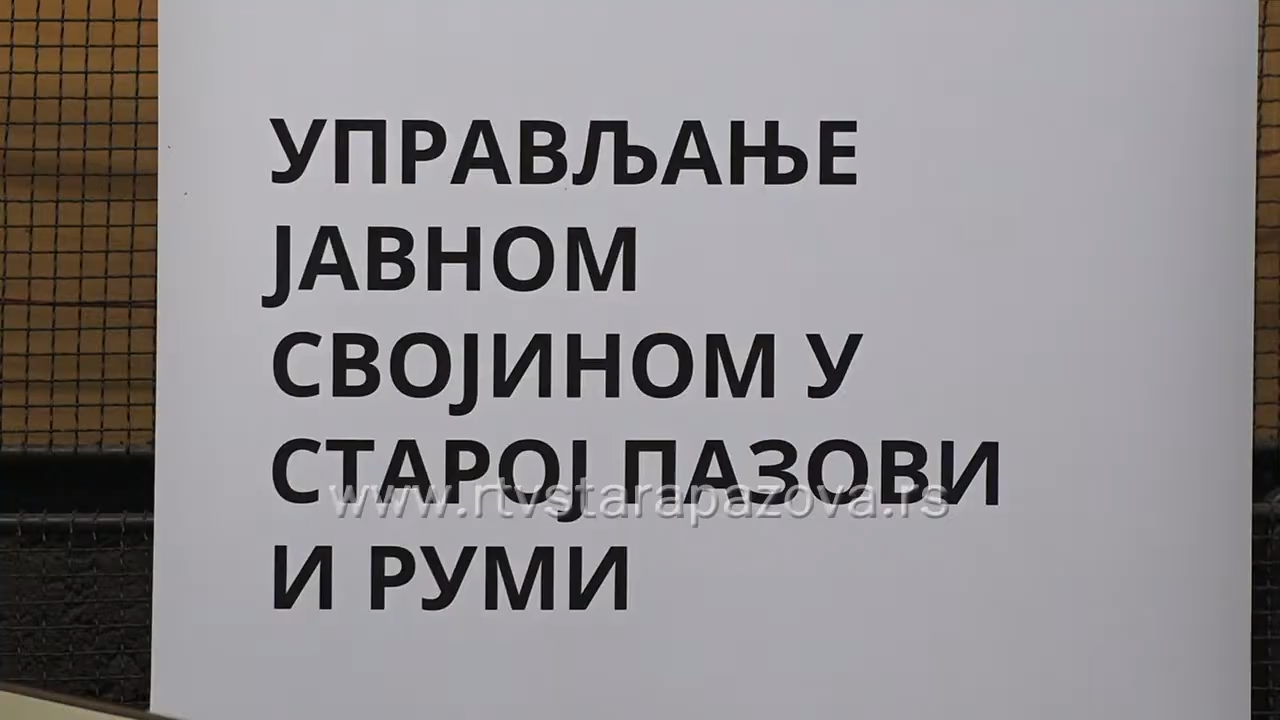 УПРАВЉАЊЕ
ЈАВНОМ
СВОЈИНОМ У
СТАРОЈ ПАЗОВИ
www.rtvstarapazova.rs
И РУМИ